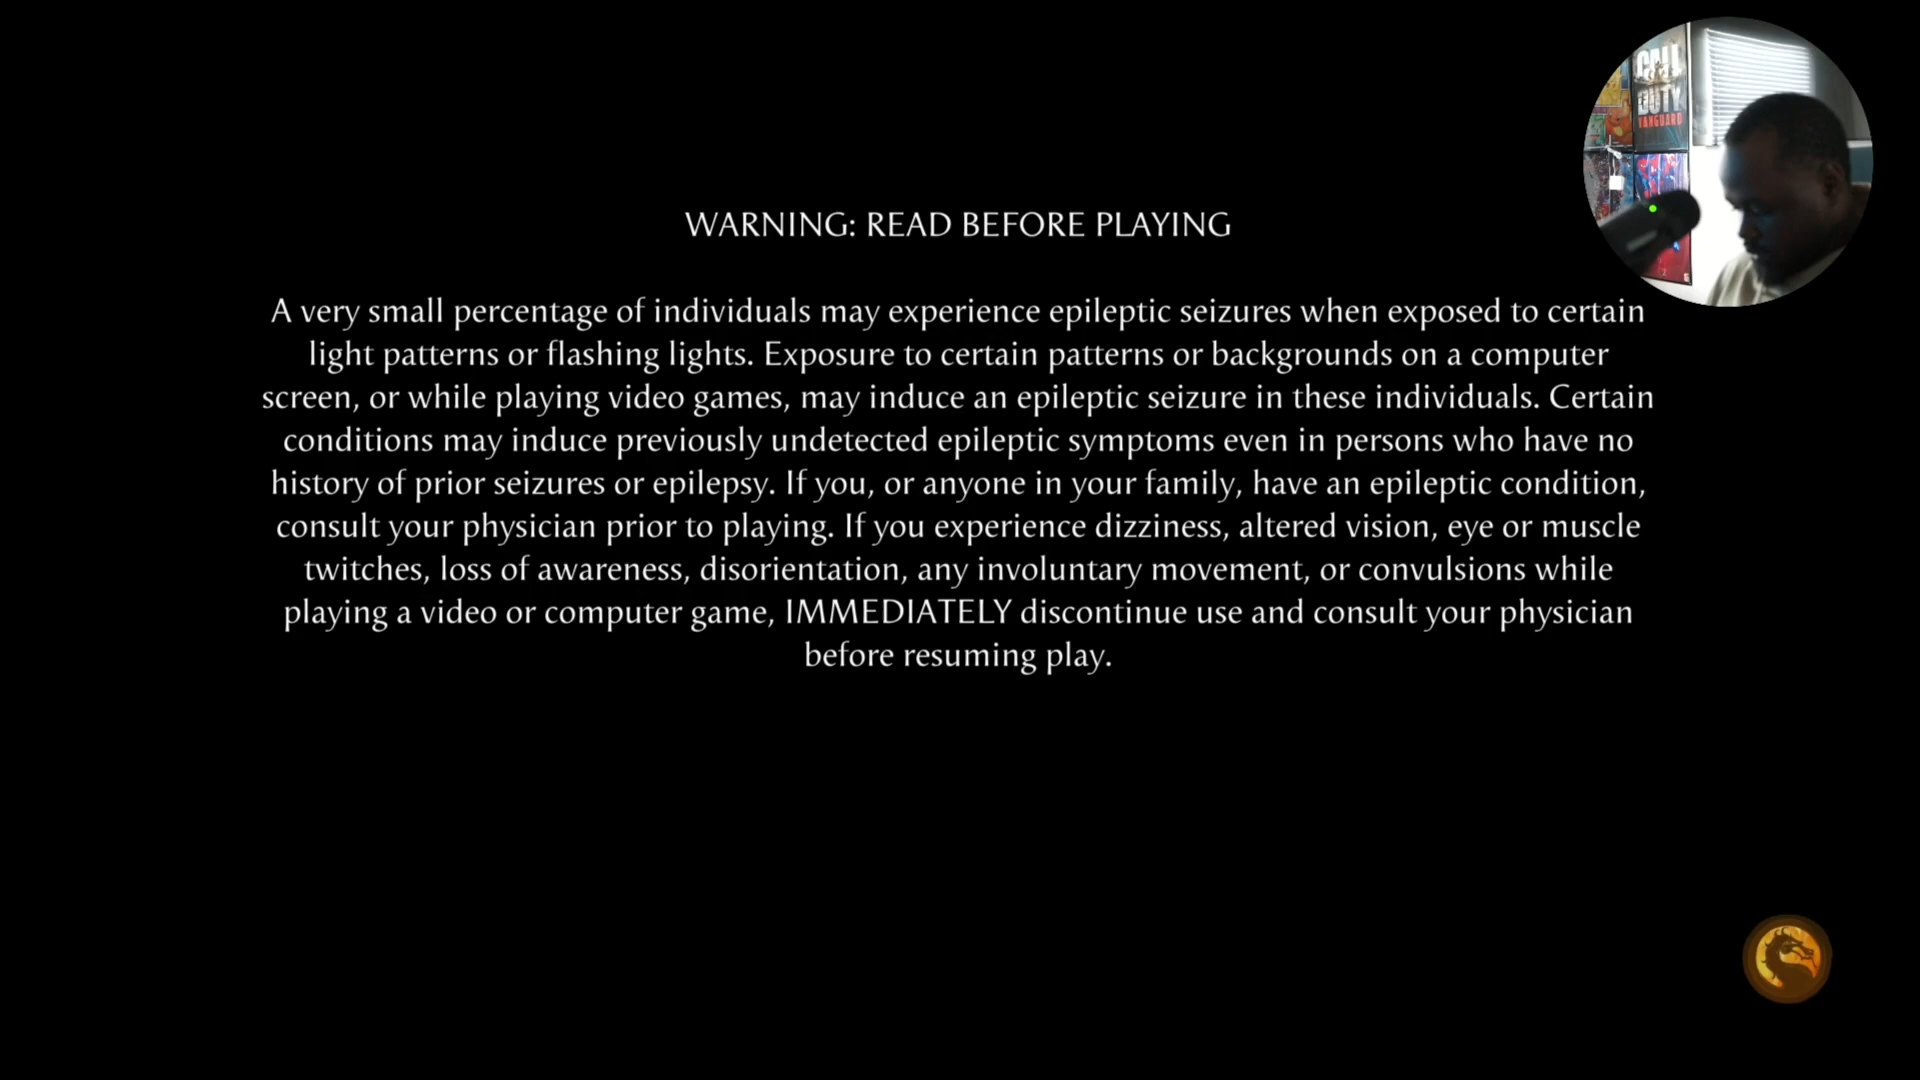 WARNING: READ BEFORE PLAYING
A very small percentage of individuals may experience epileptic seizures when exposed to certain
light patterns or flashing lights. Exposure to certain patterns or backgrounds on a computer
screen, or while playing video games, may induce an epileptic seizure in these individuals. Certain
conditions may induce previously undetected epileptic symptoms even in persons who have no
history of prior seizures or epilepsy. If you, or anyone in your family, have an epileptic condition,
consult your physician prior to playing. If you experience dizziness, altered vision, eye or muscle
twitches, loss of awareness, disorientation, any involuntary movement, or convulsions while
playing a video or computer game, IMMEDIATELY discontinue use and consult your physician
before resuming play.
CALL
DUTY
VANGUARD